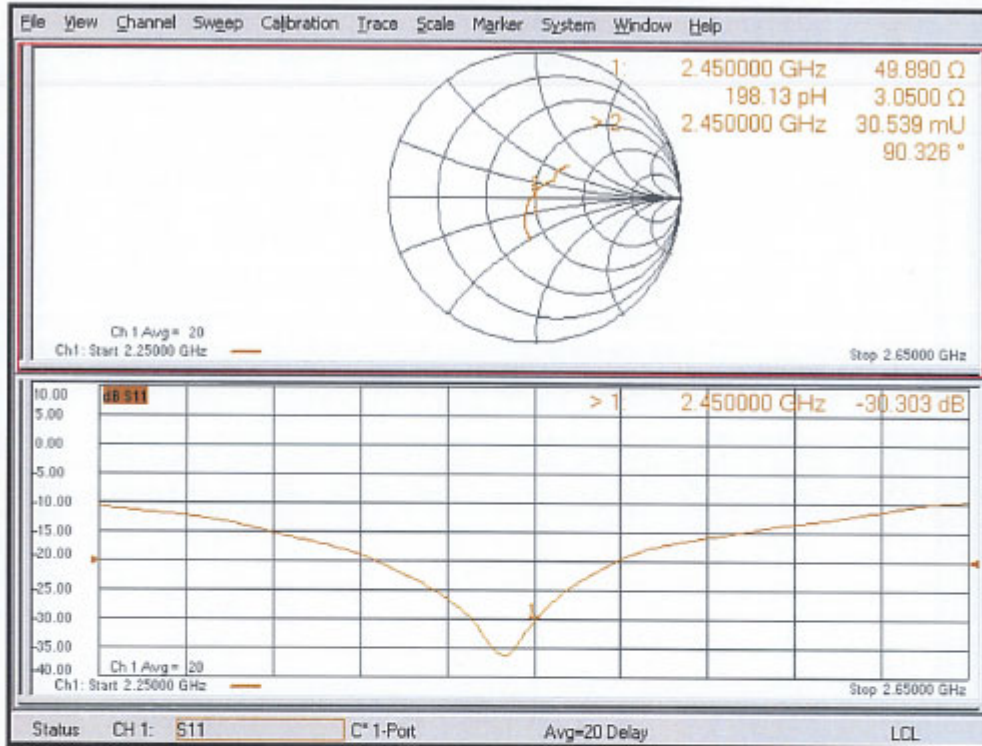 File View Channel Sweep Calibration Trace Scale Marker System Window Help
1: 2.450000 GHz 49.890 Ω
198.13 pH 3.0500 Ω
> 2 2.450000 GHz 30.539 mU
90.326 °
Ch 1 Avg = 20
Ch1: Start 2.25000 GHz
Stop 2.65000 GHz
10.00
dB S11
> 1: 2.450000 GHz -30.303 dB
5.00
0.00
-5.00
-10.00
-15.00
-20.00
-25.00
-30.00
1
-35.00
-40.00
Ch 1 Avg = 20
Ch1: Start 2.25000 GHz
Stop 2.65000 GHz
Status CH 1: S11 C* 1-Port Avg=20 Delay LCL